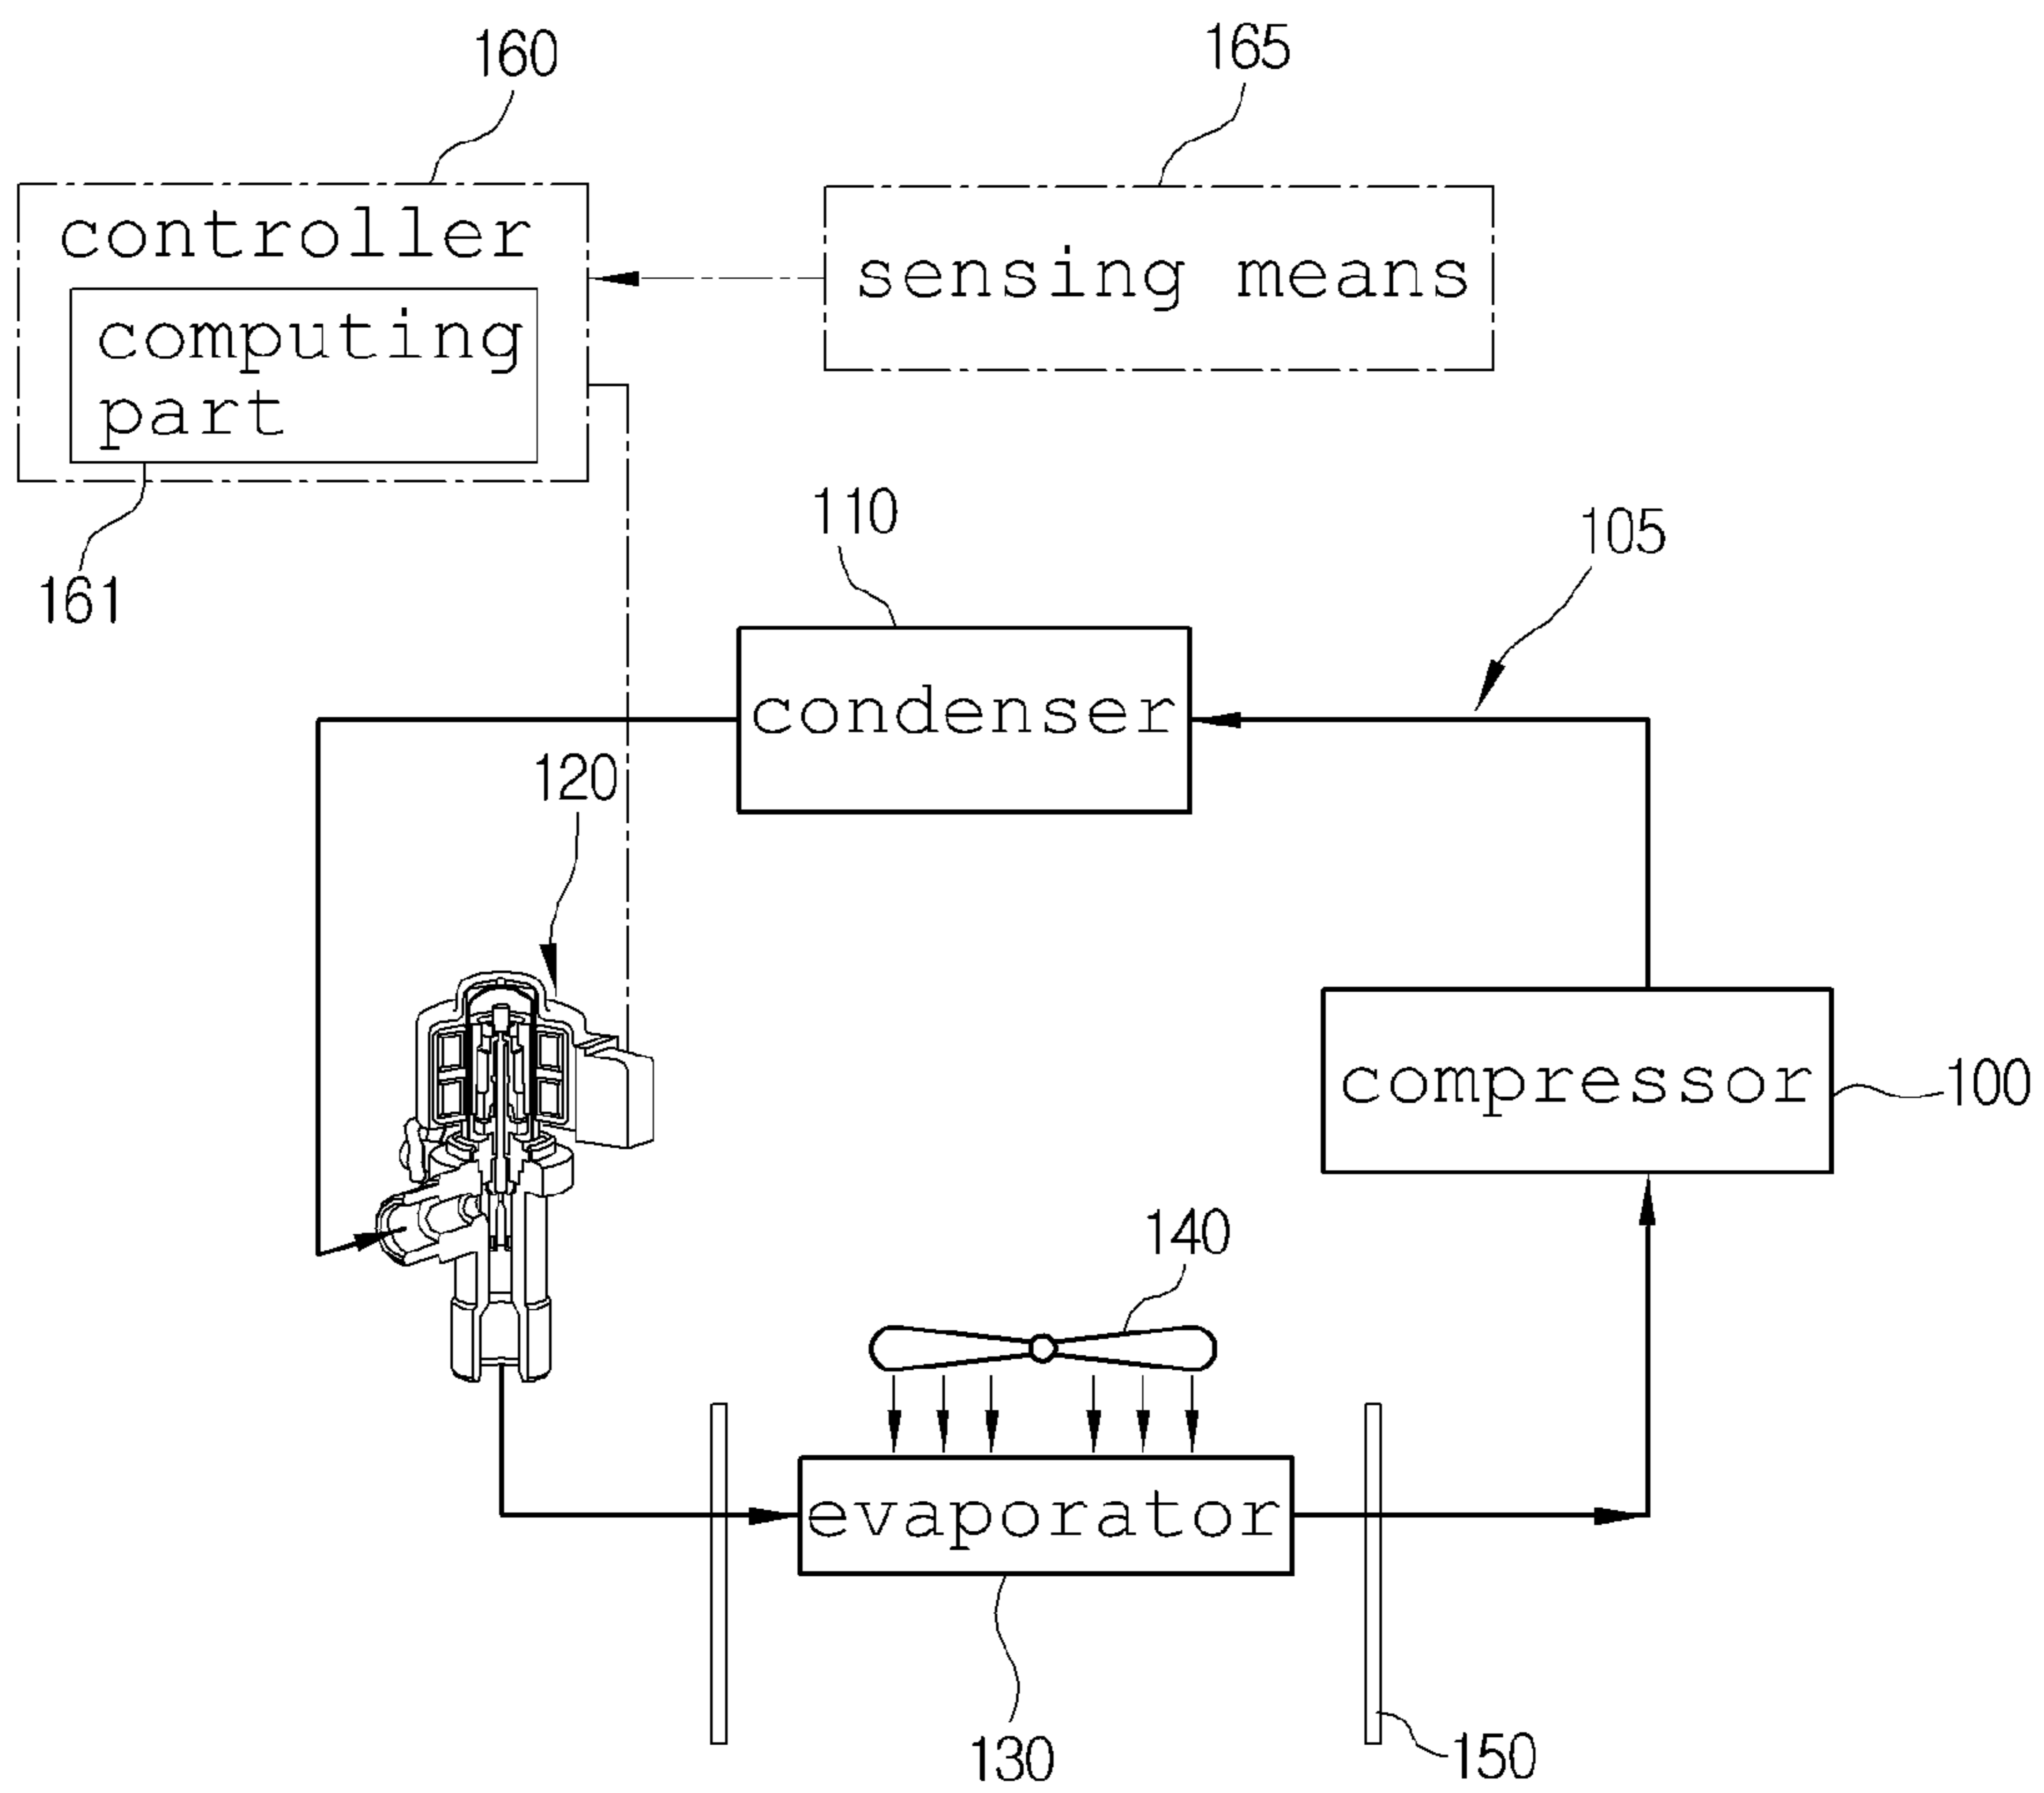 160
165
controller
sensing means
computing
part
161
110
105
condenser
120
compressor
100
140
evaporator
130
150